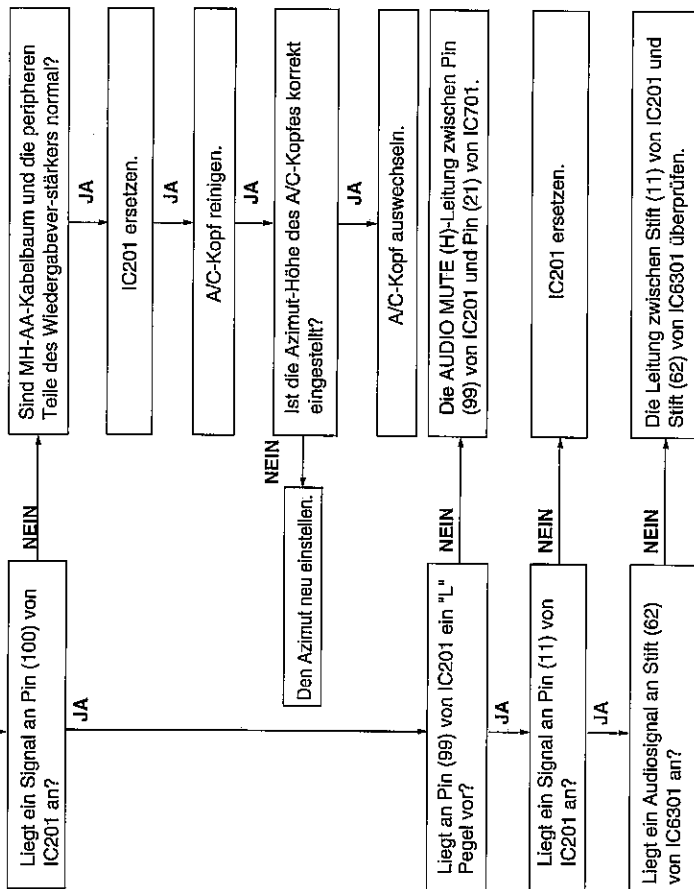 Liegt ein Signal an Pin (100) von
IC201 an?
NEIN
JA
Sind MH-AA-Kabelbaum und die peripheren
Teile des Wiedergabever-stärkers normal?
JA
IC201 ersetzen.
JA
A/C-Kopf reinigen.
JA
Ist die Azimut-Höhe des A/C-Kopfes korrekt
eingestellt?
NEIN
Den Azimut neu einstellen.
JA
A/C-Kopf auswechseln.
Liegt an Pin (99) von IC201 ein "L"
Pegel vor?
NEIN
Die AUDIO MUTE (H)-Leitung zwischen Pin
(99) von IC201 und Pin (21) von IC701.
JA
Liegt ein Signal an Pin (11) von
IC201 an?
NEIN
IC201 ersetzen.
JA
Liegt ein Audiosignal an Stift (62)
von IC6301 an?
NEIN
Die Leitung zwischen Stift (11) von IC201 und
Stift (62) von IC6301 überprüfen.